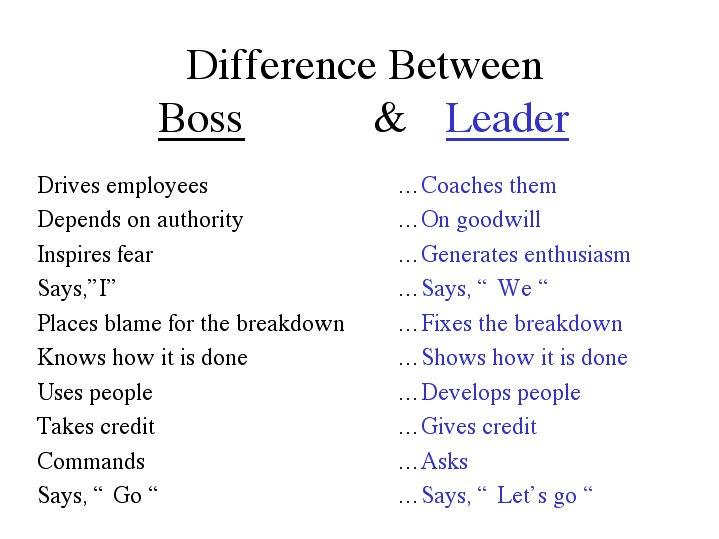 Difference Between
Boss & Leader
Drives employees …Coaches them
Depends on authority …On goodwill
Inspires fear …Generates enthusiasm
Says,”I” …Says, “ We “
Places blame for the breakdown …Fixes the breakdown
Knows how it is done …Shows how it is done
Uses people …Develops people
Takes credit …Gives credit
Commands …Asks
Says, “ Go “ …Says, “ Let’s go “